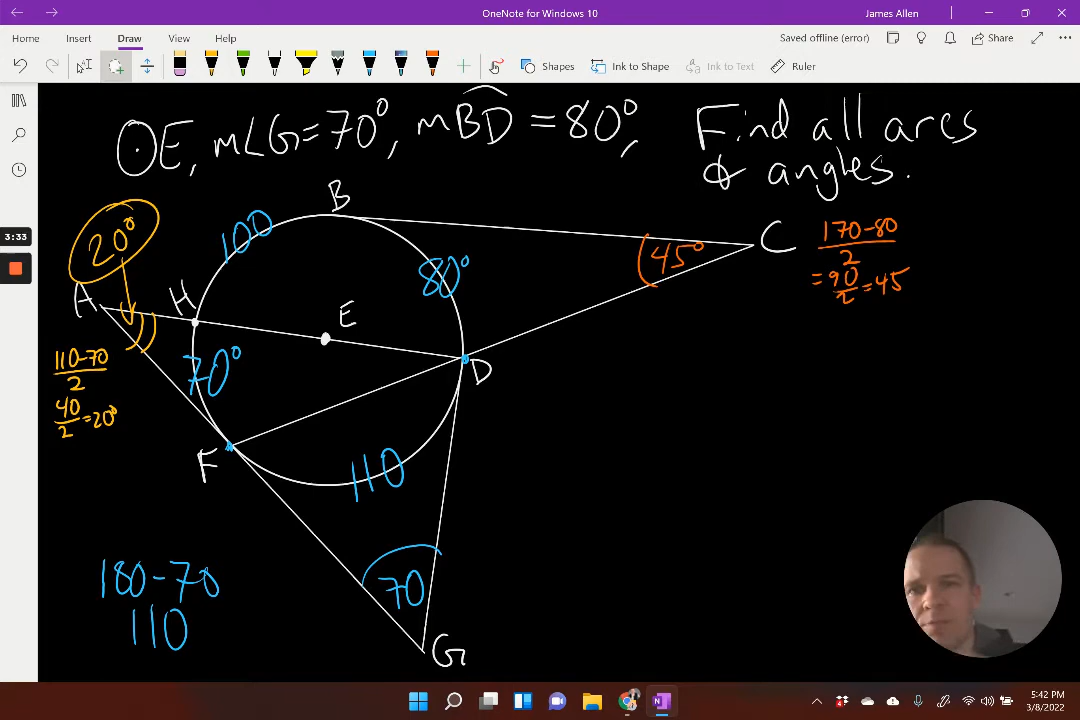 OneNote for Windows 10
James Allen
Home Insert Draw View Help
Saved offline (error)
Share
Shapes
Ink to Shape
Ink to Text
Ruler
⊙E, m∠G=70°, mBD =80°, Find all arcs
& angles.
B
100
20°
3:33
C
170-80
2
=90=45
2
45°
80°
A
H
E
110-70
2
70°
D
40=20°
2
F
110
180-70
110
70
G
5:42 PM
3/8/2022